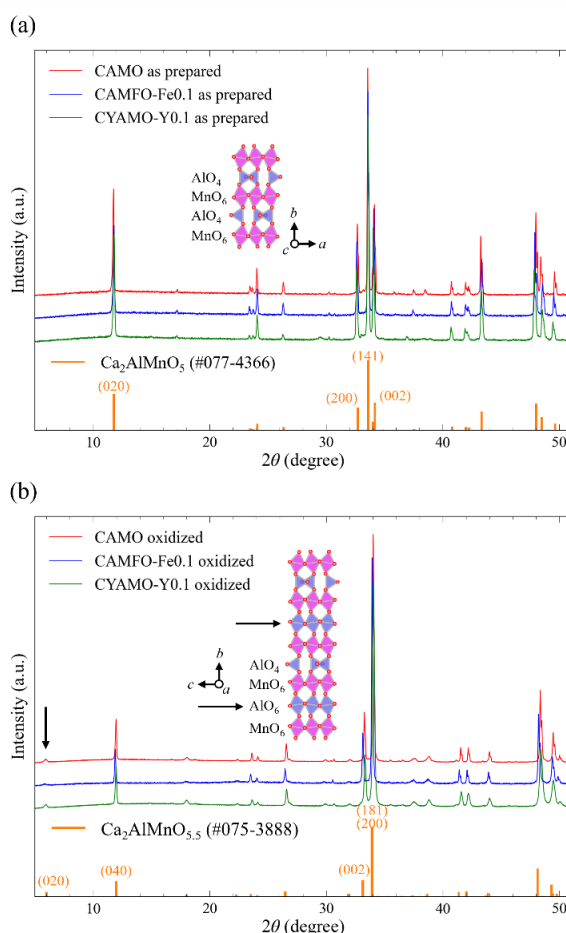 (a)
CAMO as prepared
CAMFO-Fe0.1 as prepared
CYAMO-Y0.1 as prepared
AlO4
MnO6
AlO4
MnO6
b
c
a
Intensity (a.u.)
Ca2AlMnO5 (#077-4366)
(020)
(200)
(141)
(002)
10
20
30
40
50
2θ (degree)
(b)
CAMO oxidized
CAMFO-Fe0.1 oxidized
CYAMO-Y0.1 oxidized
b
c
a
AlO4
MnO6
AlO6
MnO6
Intensity (a.u.)
Ca2AlMnO5.5 (#075-3888)
(020)
(040)
(002)
(181)
(200)
10
20
30
40
50
2θ (degree)